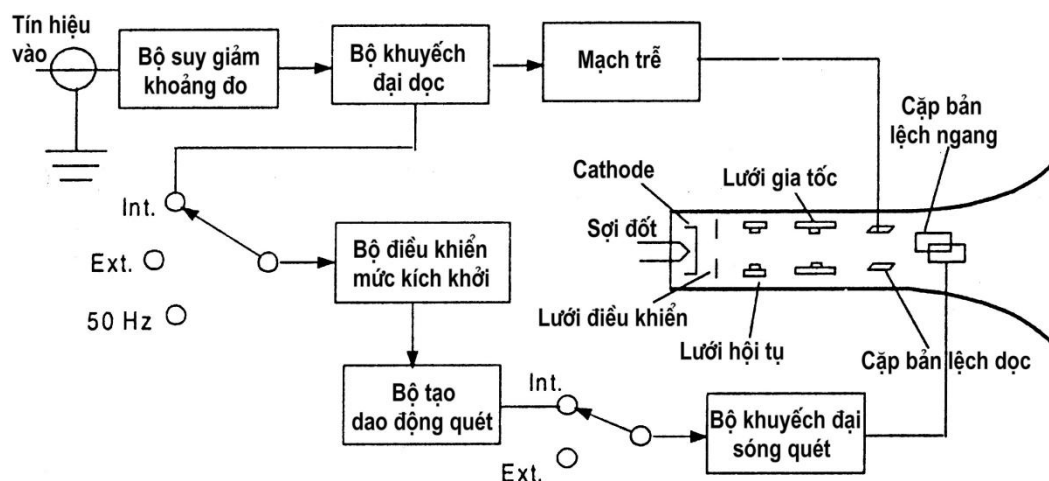 Tín hiệu
vào
Bộ suy giảm
khoảng đo
Bộ khuyếch
đại dọc
Mạch trễ
Cặp bản
lệch ngang
Cathode
Lưới gia tốc
Sợi đốt
Int.
Ext.
50 Hz
Bộ điều khiển
mức kích khởi
Lưới điều khiển
Lưới hội tụ
Cặp bản lệch dọc
Bộ tạo
dao động quét
Int.
Ext.
Bộ khuyếch đại
sóng quét